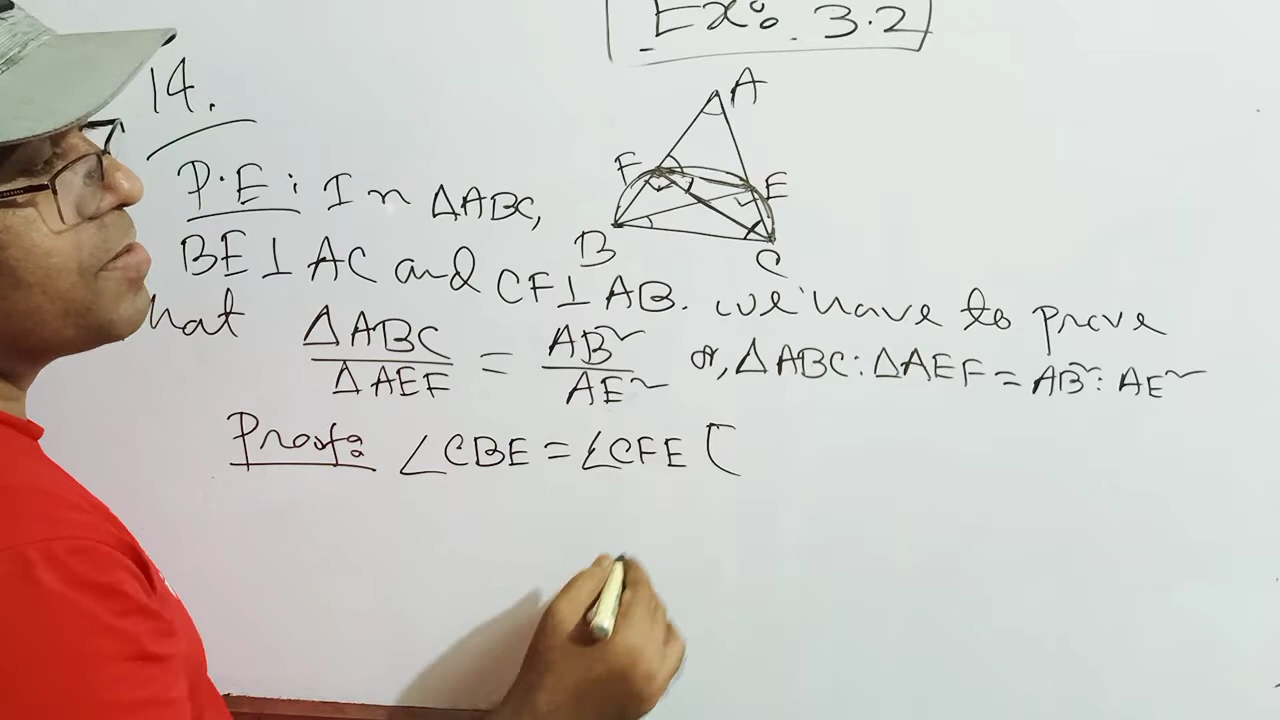 Ex: 3.2
14.
P.E: In ΔABC,
BE⊥AC and CF⊥AB. we have to prove
hat ΔABC/ΔAEF = AB²/AE² or, ΔABC:ΔAEF = AB²:AE²
Proof: ∠CBE = ∠CFE [
A
F
E
B
C